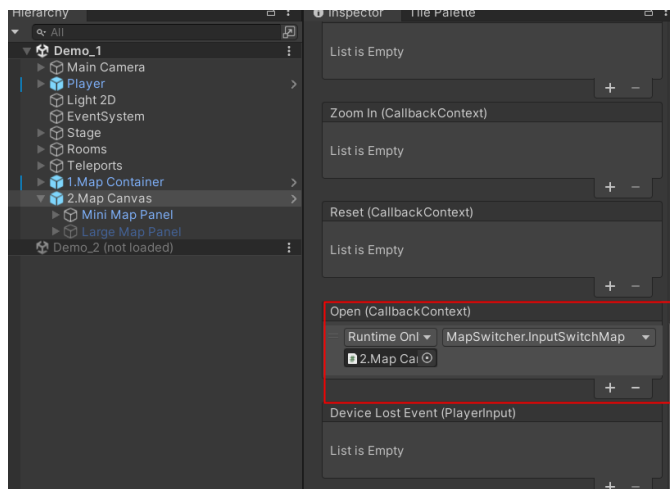 Hierarchy
All
Demo_1
Main Camera
Player
Light 2D
EventSystem
Stage
Rooms
Teleports
1.Map Container
2.Map Canvas
Mini Map Panel
Large Map Panel
Demo_2 (not loaded)
Inspector Tile Palette
List is Empty
Zoom In (CallbackContext)
List is Empty
Reset (CallbackContext)
List is Empty
Open (CallbackContext)
Runtime Onl MapSwitcher.InputSwitchMap
2.Map Ca
Device Lost Event (PlayerInput)
List is Empty